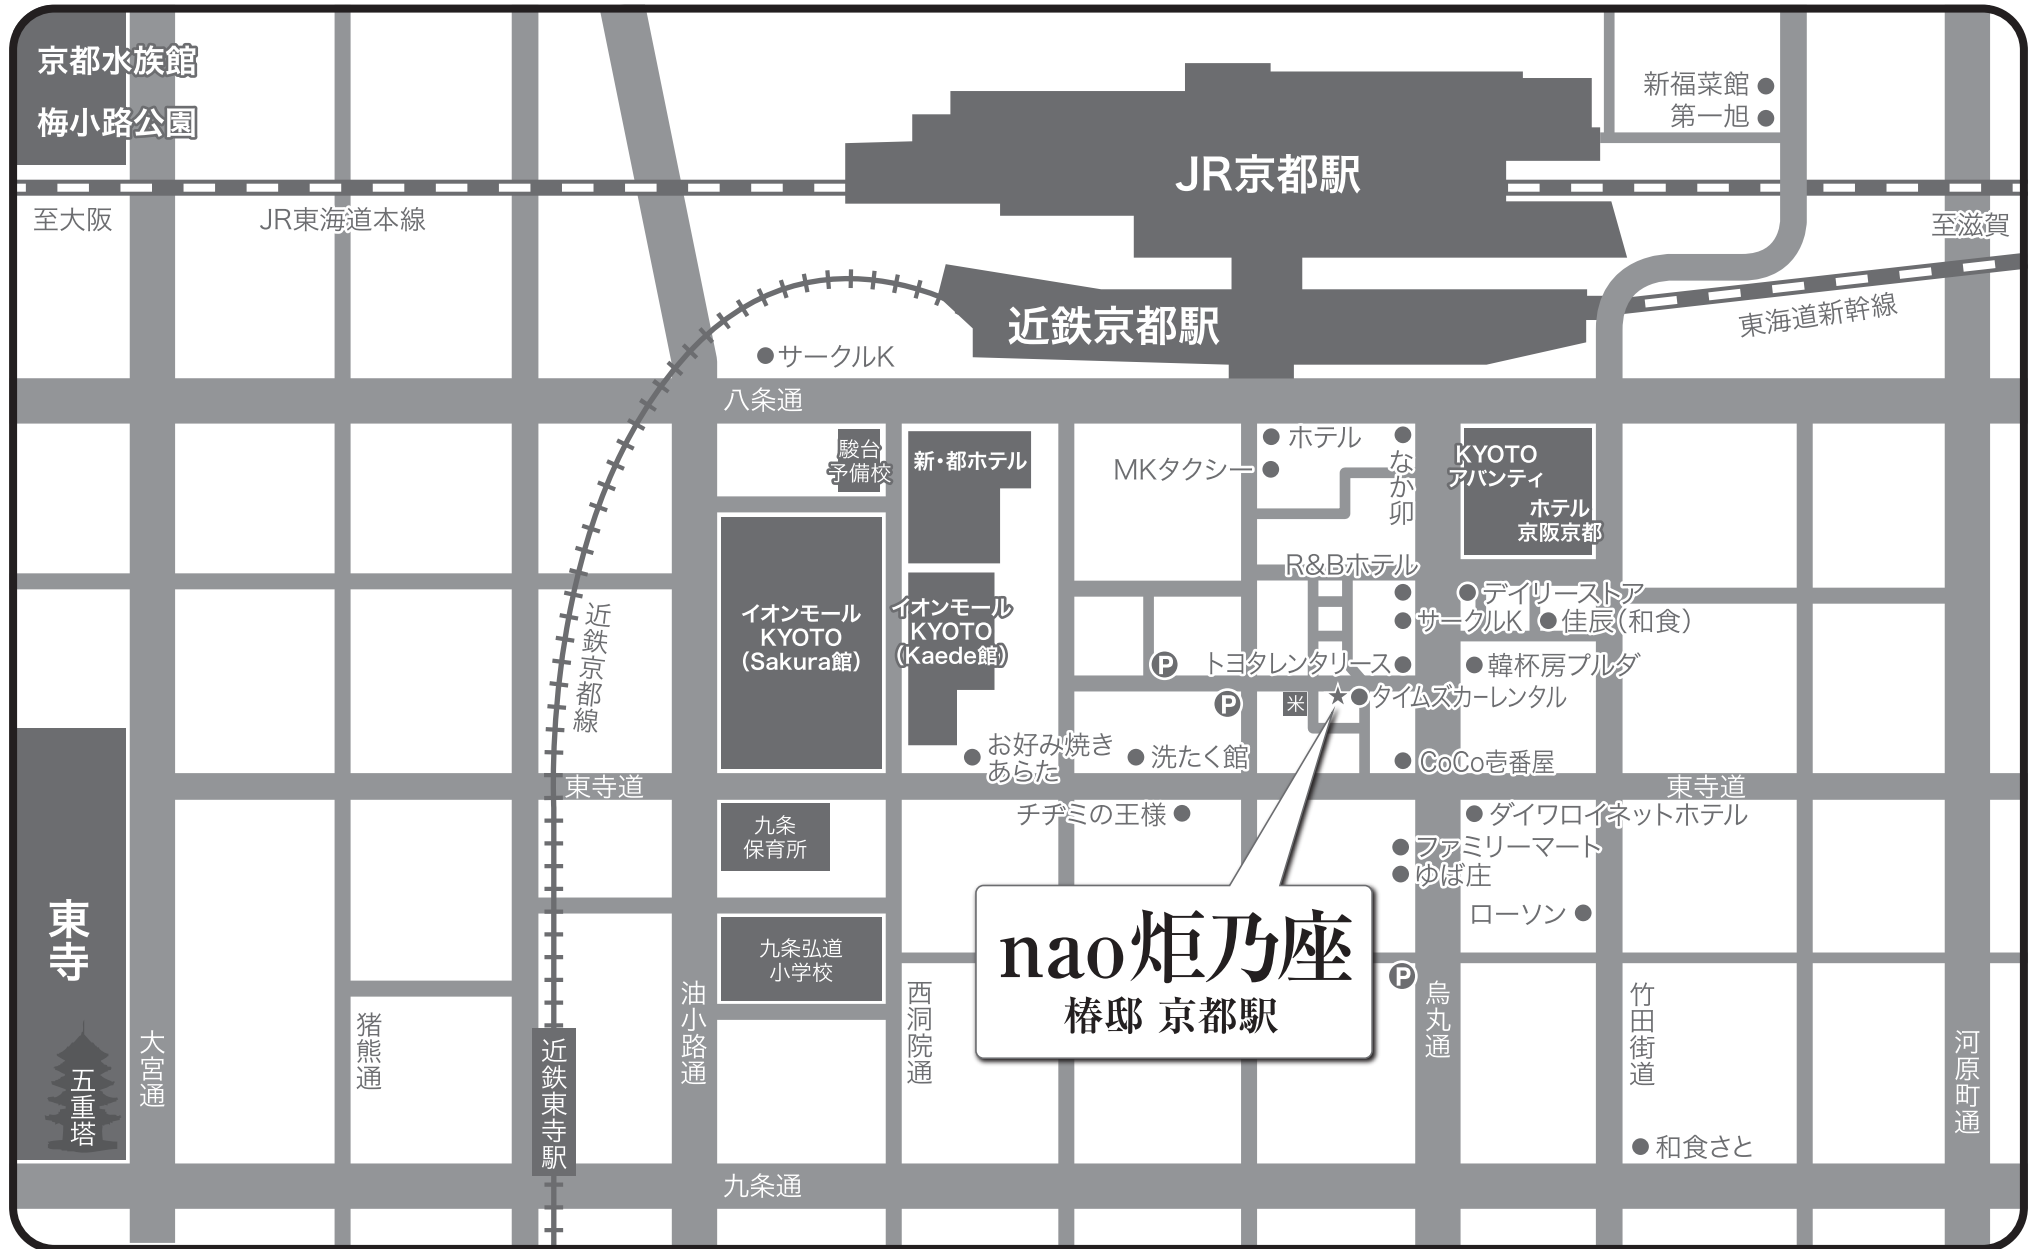 京都水族館
梅小路公園
新福菜館
第一旭
JR京都駅
至大阪
JR東海道本線
至滋賀
近鉄京都駅
東海道新幹線
サークルK
八条通
駿台
予備校
新・都ホテル
ホテル
MKタクシー
なか卯
KYOTO
アバンティ
ホテル
京阪京都
R&Bホテル
デイリーストア
サークルK
佳辰(和食)
近鉄京都線
イオンモール
KYOTO
(Sakura館)
イオンモール
KYOTO
(Kaede館)
P
トヨタレンタリース
韓杯房プルダ
P
米
★
タイムズカーレンタル
お好み焼き
あらた
洗たく館
CoCo壱番屋
東寺道
東寺道
九条
保育所
チヂミの王様
ダイワロイネットホテル
ファミリーマート
ゆば庄
ローソン
東寺
九条弘道
小学校
nao炬乃座
椿邸 京都駅
P
五重塔
大宮通
猪熊通
近鉄東寺駅
油小路通
西洞院通
烏丸通
竹田街道
河原町通
和食さと
九条通